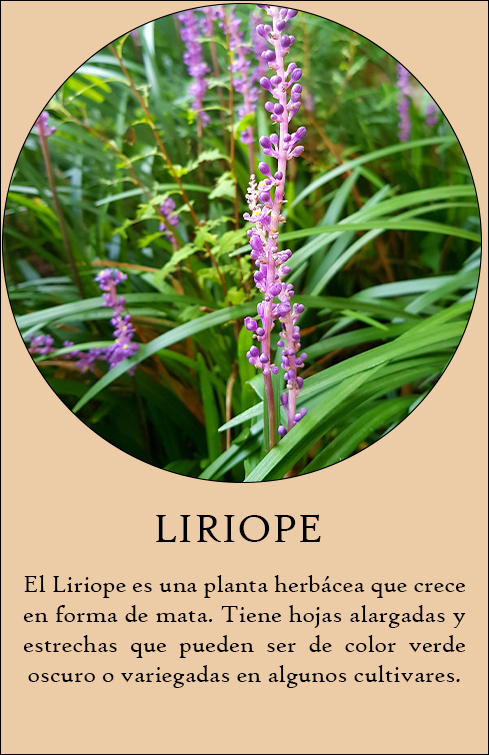 LIRIOPE
El Liriope es una planta herbácea que crece
en forma de mata. Tiene hojas alargadas y
estrechas que pueden ser de color verde
oscuro o variegadas en algunos cultivares.